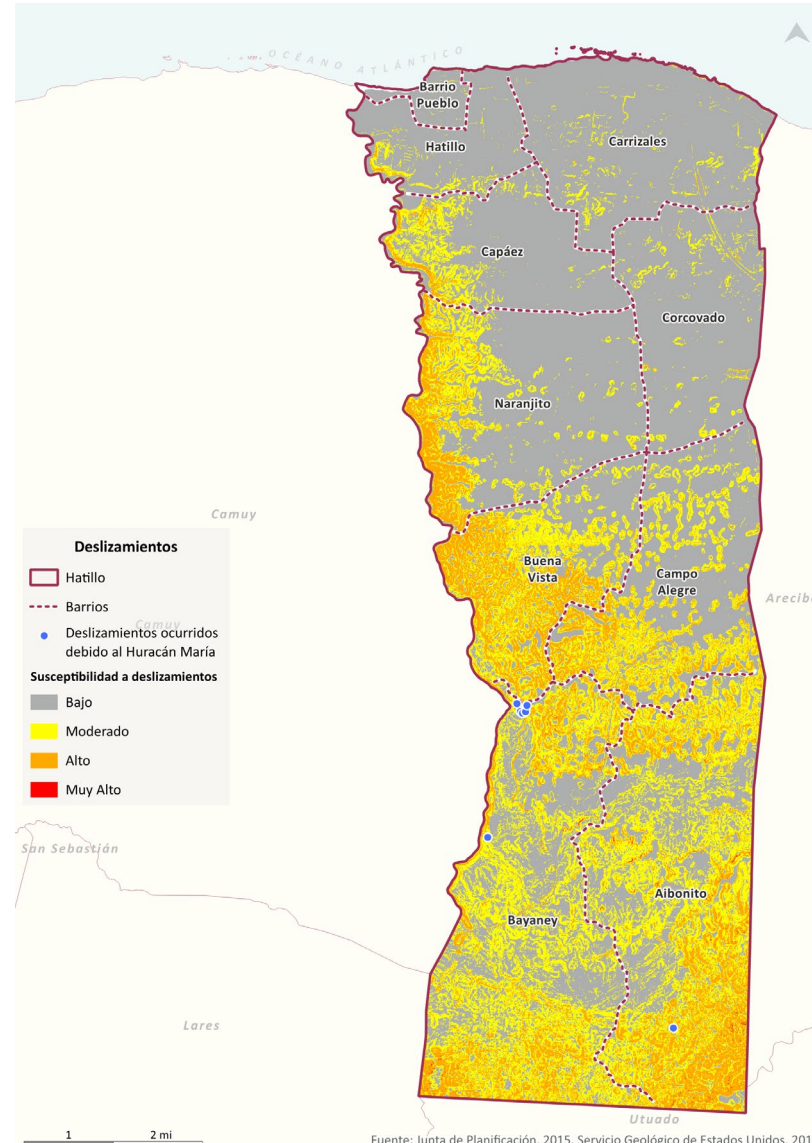 OCÉANO ATLÁNTICO
Barrio
Pueblo
Hatillo
Carrizales
Capáez
Corcovado
Naranjito
Camuy
Buena
Vista
Campo
Alegre
Arecibo
Deslizamientos
Hatillo
Barrios
Camuy
Deslizamientos ocurridos
debido al Huracán María
Susceptibilidad a deslizamientos
Bajo
Moderado
Alto
Muy Alto
San Sebastián
Aibonito
Bayaney
Lares
Utuado
1 2 mi
Fuente: Junta de Planificación, 2015, Servicio Geológico de Estados Unidos, 201